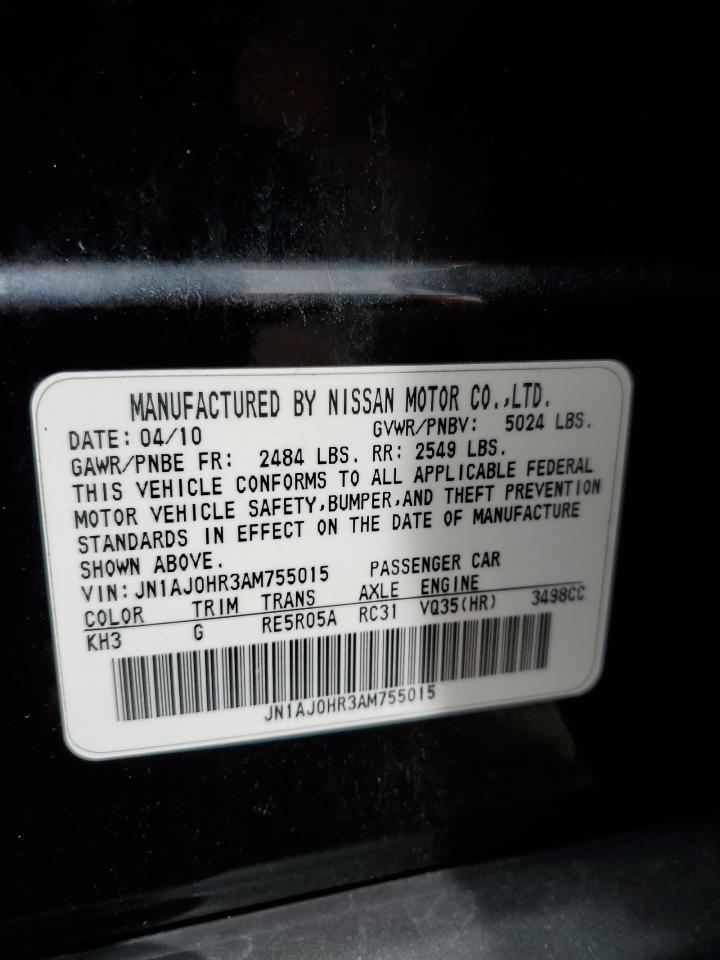 MANUFACTURED BY NISSAN MOTOR CO.,LTD.
DATE: 04/10 GVWR/PNBV: 5024 LBS.
GAWR/PNBE FR: 2484 LBS. RR: 2549 LBS.
THIS VEHICLE CONFORMS TO ALL APPLICABLE FEDERAL
MOTOR VEHICLE SAFETY,BUMPER,AND THEFT PREVENTION
STANDARDS IN EFFECT ON THE DATE OF MANUFACTURE
SHOWN ABOVE.
VIN: JN1AJ0HR3AM755015 PASSENGER CAR
COLOR TRIM TRANS AXLE ENGINE
KH3 G RE5R05A RC31 VQ35(HR) 3498CC
JN1AJ0HR3AM755015